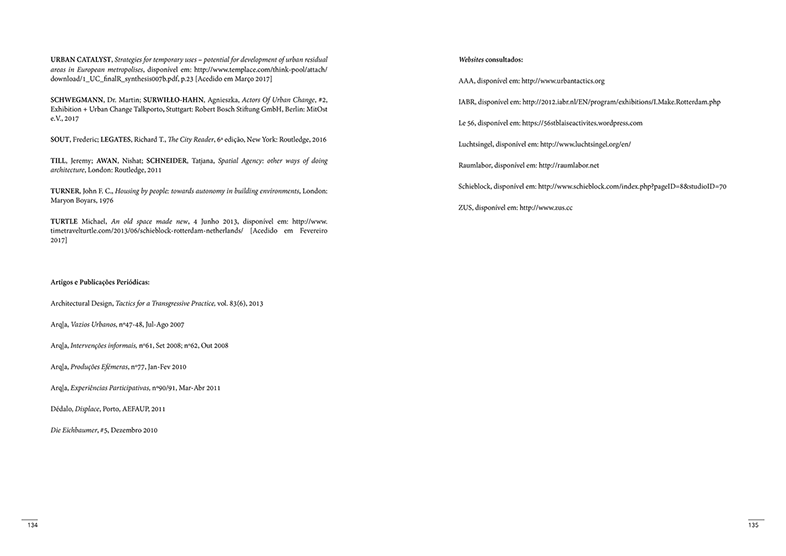 URBAN CATALYST, Strategies for temporary uses – potential for development of urban residual
areas in European metropolises, disponível em: http://www.templace.com/think-pool/attach/
download/1_UC_finalR_synthesis007b.pdf, p.23 [Acedido em Março 2017]
SCHWEGMANN, Dr. Martin; SURWIŁŁO-HAHN, Agnieszka, Actors Of Urban Change, #2,
Exhibition + Urban Change Talkporto, Stuttgart: Robert Bosch Stiftung GmbH, Berlin: MitOst
e.V., 2017
SOUT, Frederic; LEGATES, Richard T., The City Reader, 6ª edição, New York: Routledge, 2016
TILL, Jeremy; AWAN, Nishat; SCHNEIDER, Tatjana, Spatial Agency: other ways of doing
architecture, London: Routledge, 2011
TURNER, John F. C., Housing by people: towards autonomy in building environments, London:
Maryon Boyars, 1976
TURTLE Michael, An old space made new, 4 Junho 2013, disponível em: http://www.
timetravelturtle.com/2013/06/schieblock-rotterdam-netherlands/ [Acedido em Fevereiro
2017]
Artigos e Publicações Periódicas:
Architectural Design, Tactics for a Transgressive Practice, vol. 83(6), 2013
Arq|a, Vazios Urbanos, nº47-48, Jul-Ago 2007
Arq|a, Intervenções informais, nº61, Set 2008; nº62, Out 2008
Arq|a, Produções Efémeras, nº77, Jan-Fev 2010
Arq|a, Experiências Participativas, nº90/91, Mar-Abr 2011
Dédalo, Displace, Porto, AEFAUP, 2011
Die Eichbaumer, #5, Dezembro 2010
134
Websites consultados:
AAA, disponível em: http://www.urbantactics.org
IABR, disponível em: http://2012.iabr.nl/EN/program/exhibitions/I.Make.Rotterdam.php
Le 56, disponível em: https://56stblaiseactivites.wordpress.com
Luchtsingel, disponível em: http://www.luchtsingel.org/en/
Raumlabor, disponível em: http://raumlabor.net
Schieblock, disponível em: http://www.schieblock.com/index.php?pageID=8&studioID=70
ZUS, disponível em: http://www.zus.cc
135